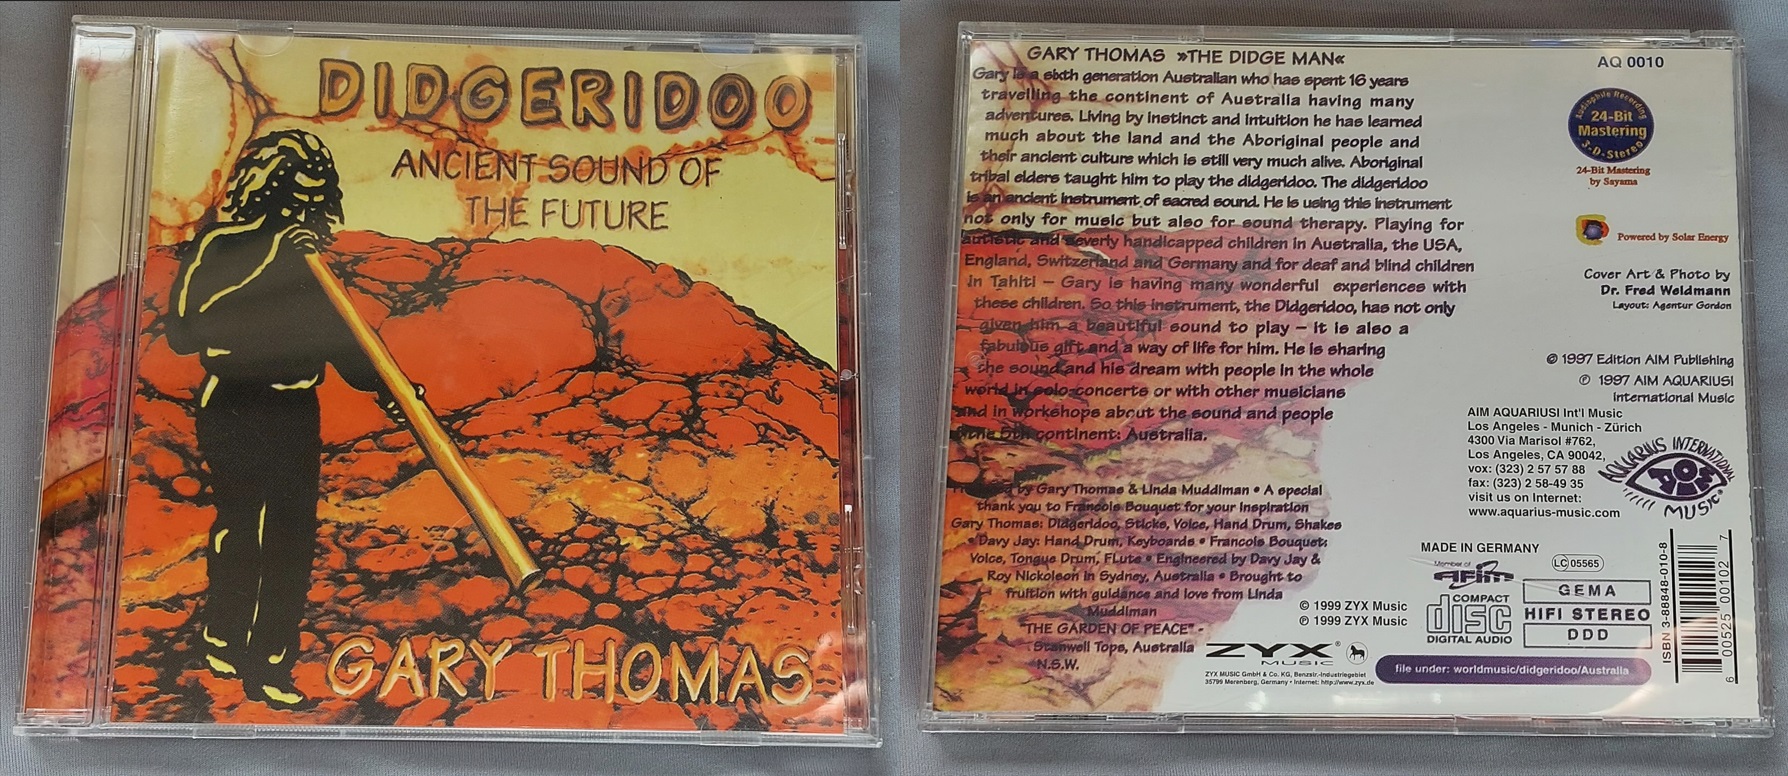 DIDGERIDOO
ANCIENT SOUND OF
THE FUTURE
GARY THOMAS
GARY THOMAS »THE DIDGE MAN«
Gary is a sixth generation Australian who has spent 16 years
travelling the continent of Australia having many
adventures. Living by instinct and intuition he has learned
much about the land and the Aboriginal people and
their ancient culture which is still very much alive. Aboriginal
tribal elders taught him to play the didgeridoo. The didgeridoo
is an ancient instrument of sacred sound. He is using this instrument
not only for music but also for sound therapy. Playing for
autistic and severly handicapped children in Australia, the USA,
England, Switzerland and Germany and for deaf and blind children
in Tahiti – Gary is having many wonderful experiences with
these children. So this instrument, the Didgeridoo, has not only
given him a beautiful sound to play – it is also a
fabulous gift and a way of life for him. He is sharing
the sound and his dream with people in the whole
world in solo-concerts or with other musicians
and in workshops about the sound and people
5th continent: Australia.
by Gary Thomas & Linda Muddiman • A special
thank you to Francois Bouquet for your inspiration
Gary Thomas: Didgeridoo, Sticks, Voice, Hand Drum, Shakes
• Davy Jay: Hand Drum, Keyboards • Francois Bouquet:
Voice, Tongue Drum, FLute • Engineered by Davy Jay &
Roy Nickolson in Sydney, Australia • Brought to
fruition with guidance and love from Linda
Muddiman
"THE GARDEN OF PEACE" -
Stanwell Tops, Australia
N.S.W.
AQ 0010
Audiophile Recording
24-Bit
Mastering
3-D-Stereo
24-Bit Mastering
by Sayama
Powered by Solar Energy
Cover Art & Photo by
Dr. Fred Weidmann
Layout: Agentur Gordon
© 1997 Edition AIM Publishing
℗ 1997 AIM AQUARIUSI
International Music
AIM AQUARIUSI Int'l Music
Los Angeles - Munich - Zürich
4300 Via Marisol #762,
Los Angeles, CA 90042,
vox: (323) 2 57 57 88
fax: (323) 2 58-49 35
visit us on Internet:
www.aquarius-music.com
AQUARIUS INTERNATIONAL
AIM
MUSIC
MADE IN GERMANY
Member of
AFIM
LC 05565
COMPACT
disc
DIGITAL AUDIO
GEMA
HIFI STEREO
DDD
© 1999 ZYX Music
℗ 1999 ZYX Music
ZYX®
MUSIC
ZYX MUSIC GmbH & Co. KG, Benzstr.-Industriegebiet
35799 Merenberg, Germany • Internet: http://www.zyx.de
file under: worldmusic/didgeridoo/Australia
ISBN 3-88848-010-8
6 00525 00102 7